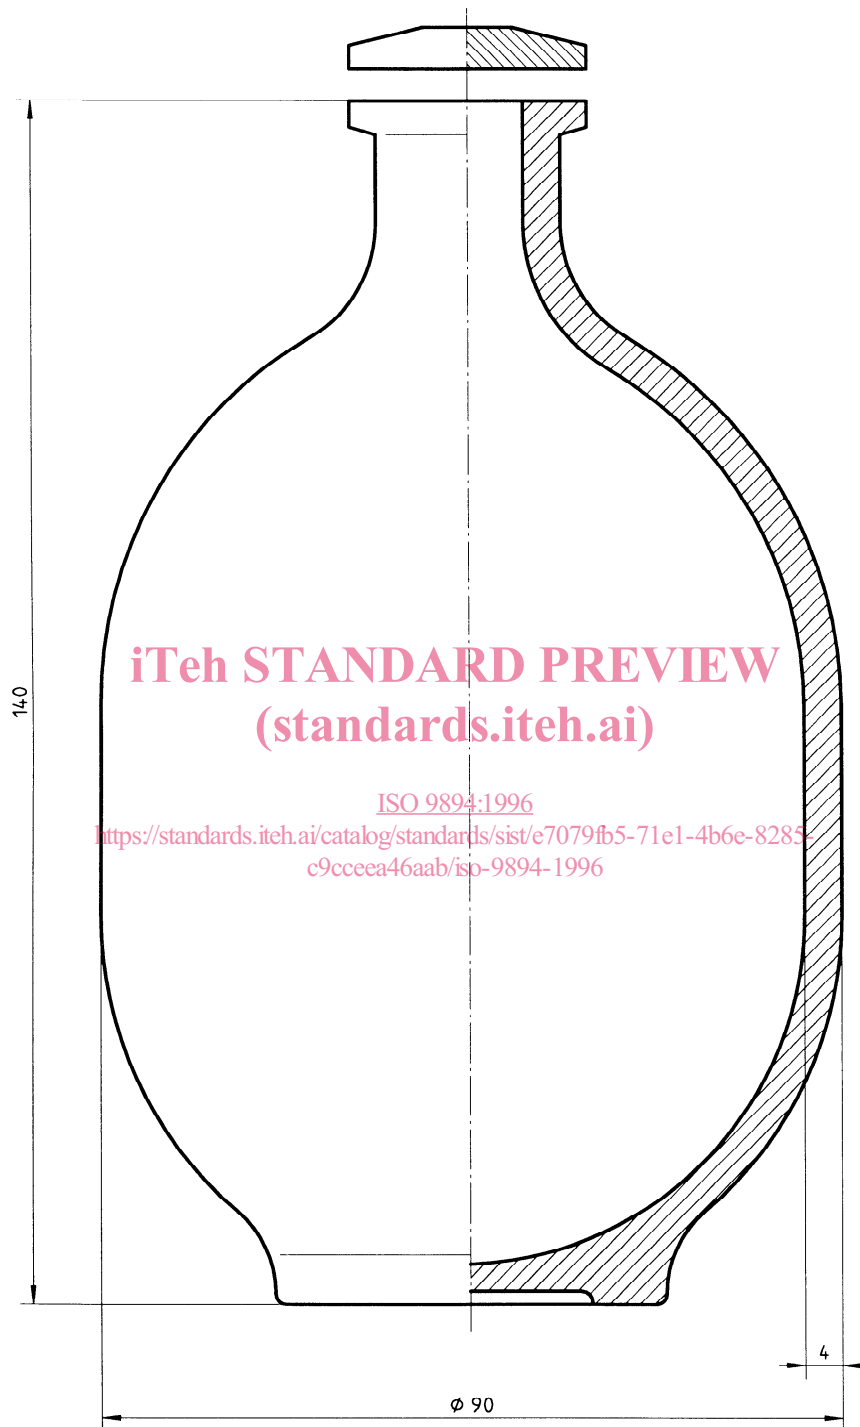 140
iTeh STANDARD PREVIEW
(standards.iteh.ai)
ISO 9894:1996
https://standards.iteh.ai/catalog/standards/sist/e7079fb5-71e1-4b6e-8285-
c9cceea46aab/iso-9894-1996
4
ϕ 90